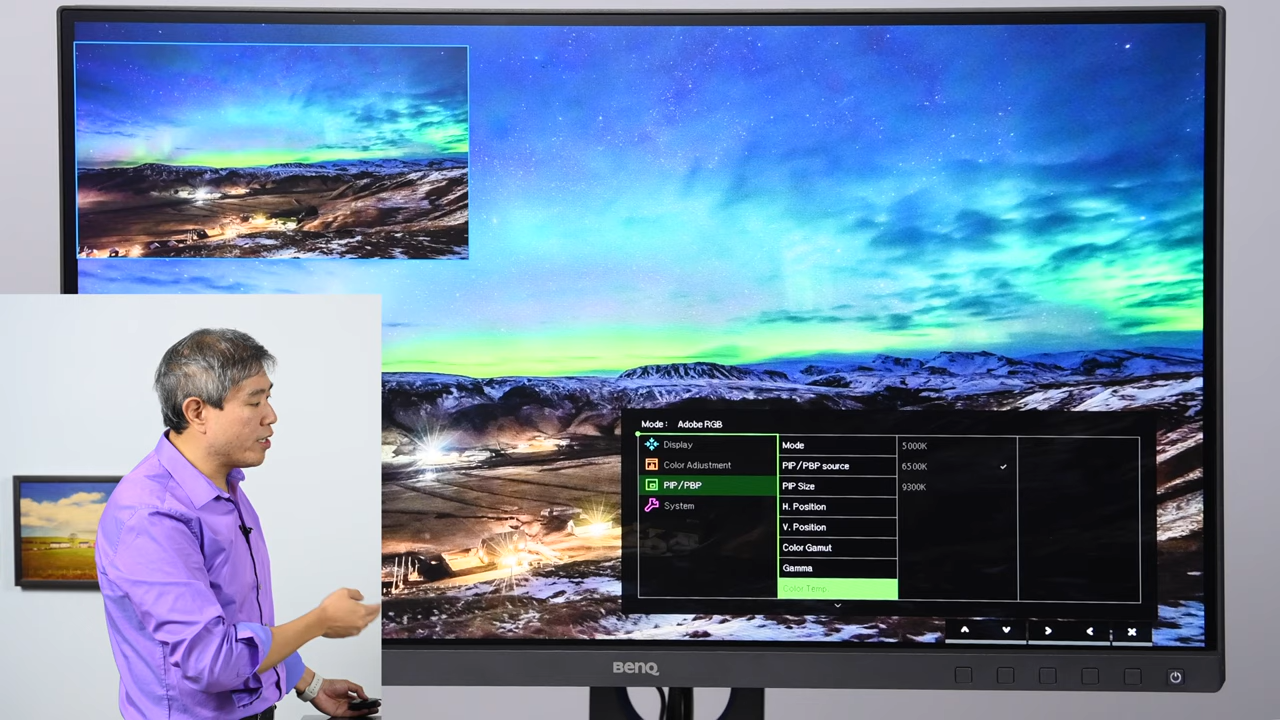 Mode : Adobe RGB
Display
Color Adjustment
PIP/PBP
System
Mode
PIP/PBP source
PIP Size
H. Position
V. Position
Color Gamut
Gamma
Color Temp.
5000K
6500K
9300K
BenQ